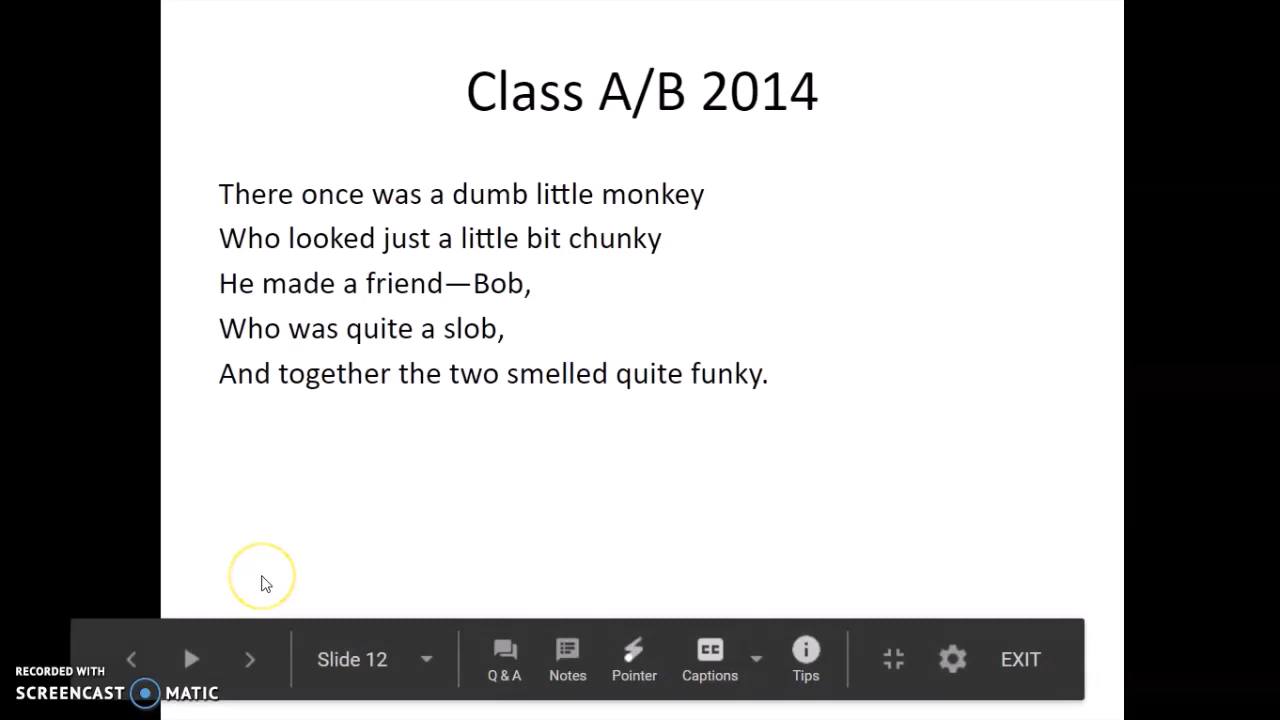 Class A/B 2014
There once was a dumb little monkey
Who looked just a little bit chunky
He made a friend—Bob,
Who was quite a slob,
And together the two smelled quite funky.
Slide 12
Q & A
Notes
Pointer
CC
Captions
Tips
EXIT
RECORDED WITH
SCREENCAST MATIC